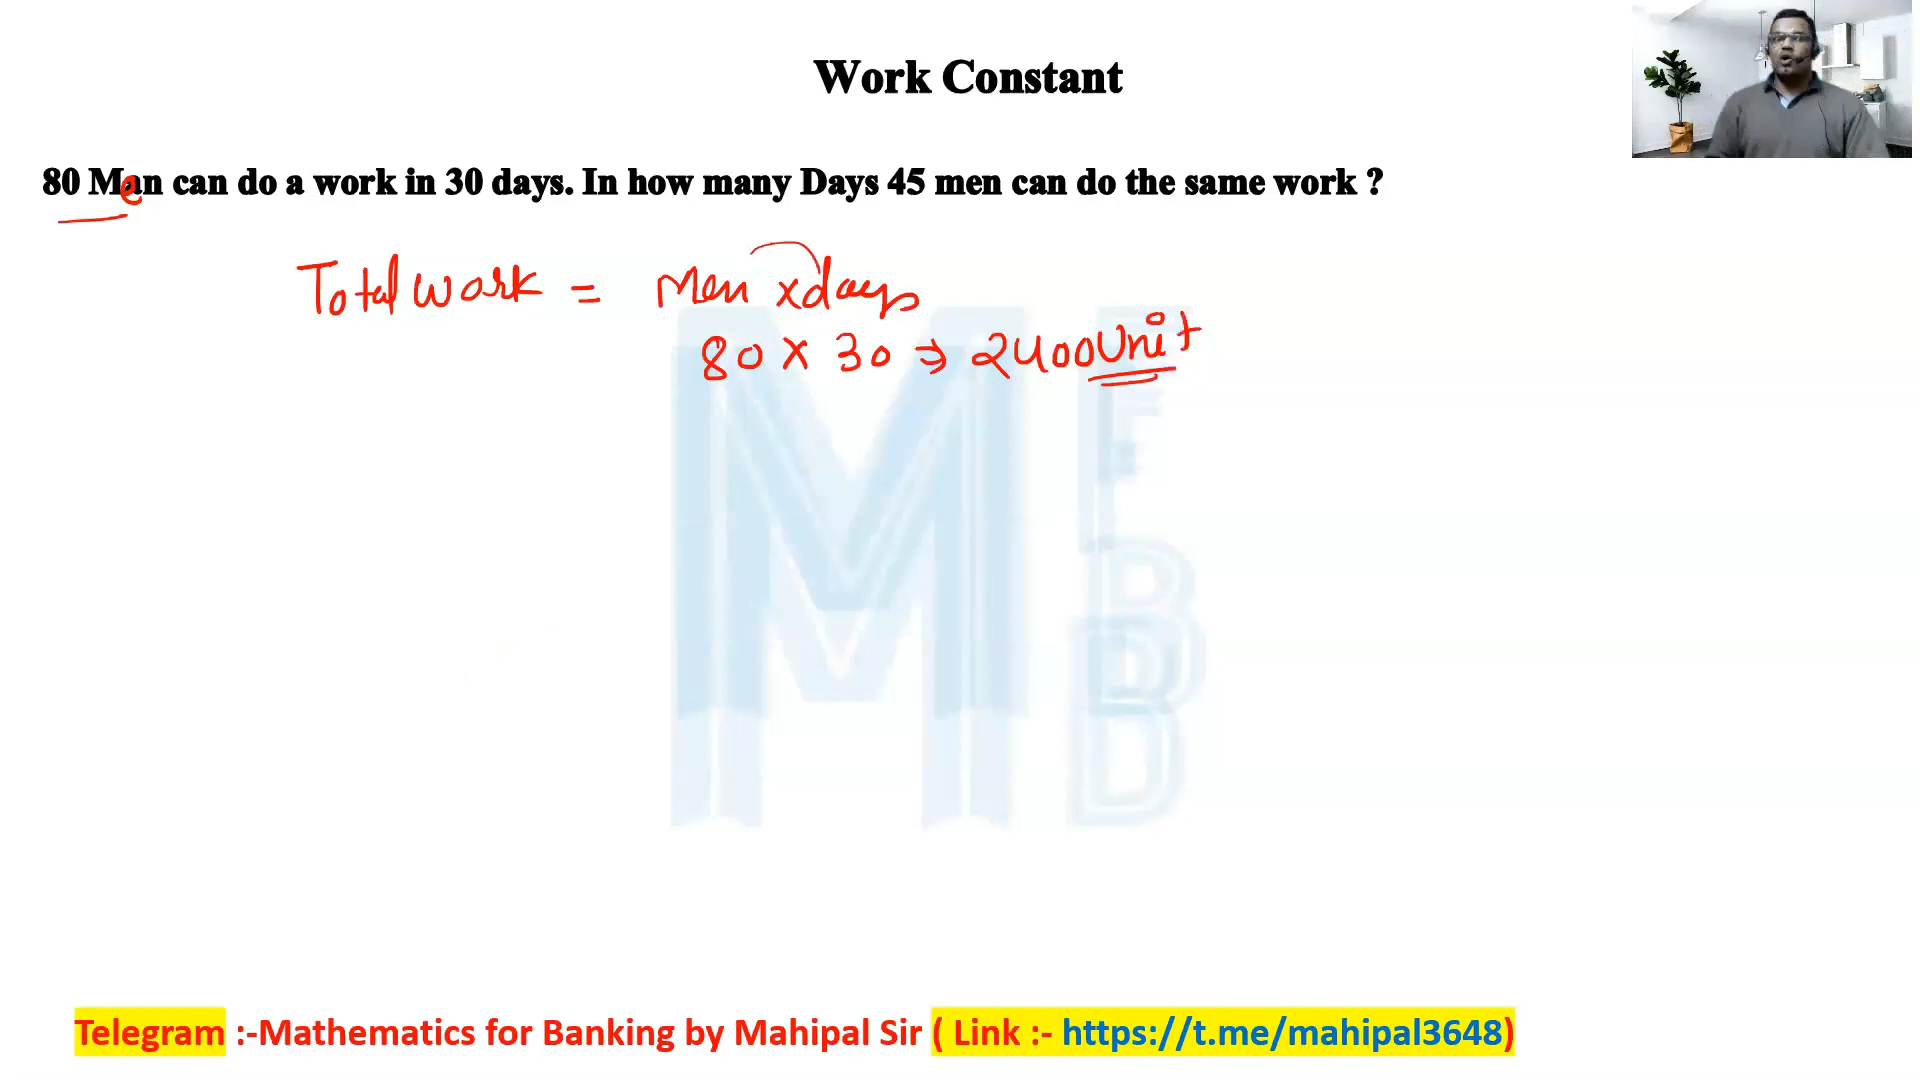 Work Constant
80 Men can do a work in 30 days. In how many Days 45 men can do the same work ?
Total work = Men x days
80 x 30 → 2400 Unit
Telegram :-Mathematics for Banking by Mahipal Sir ( Link :- https://t.me/mahipal3648)